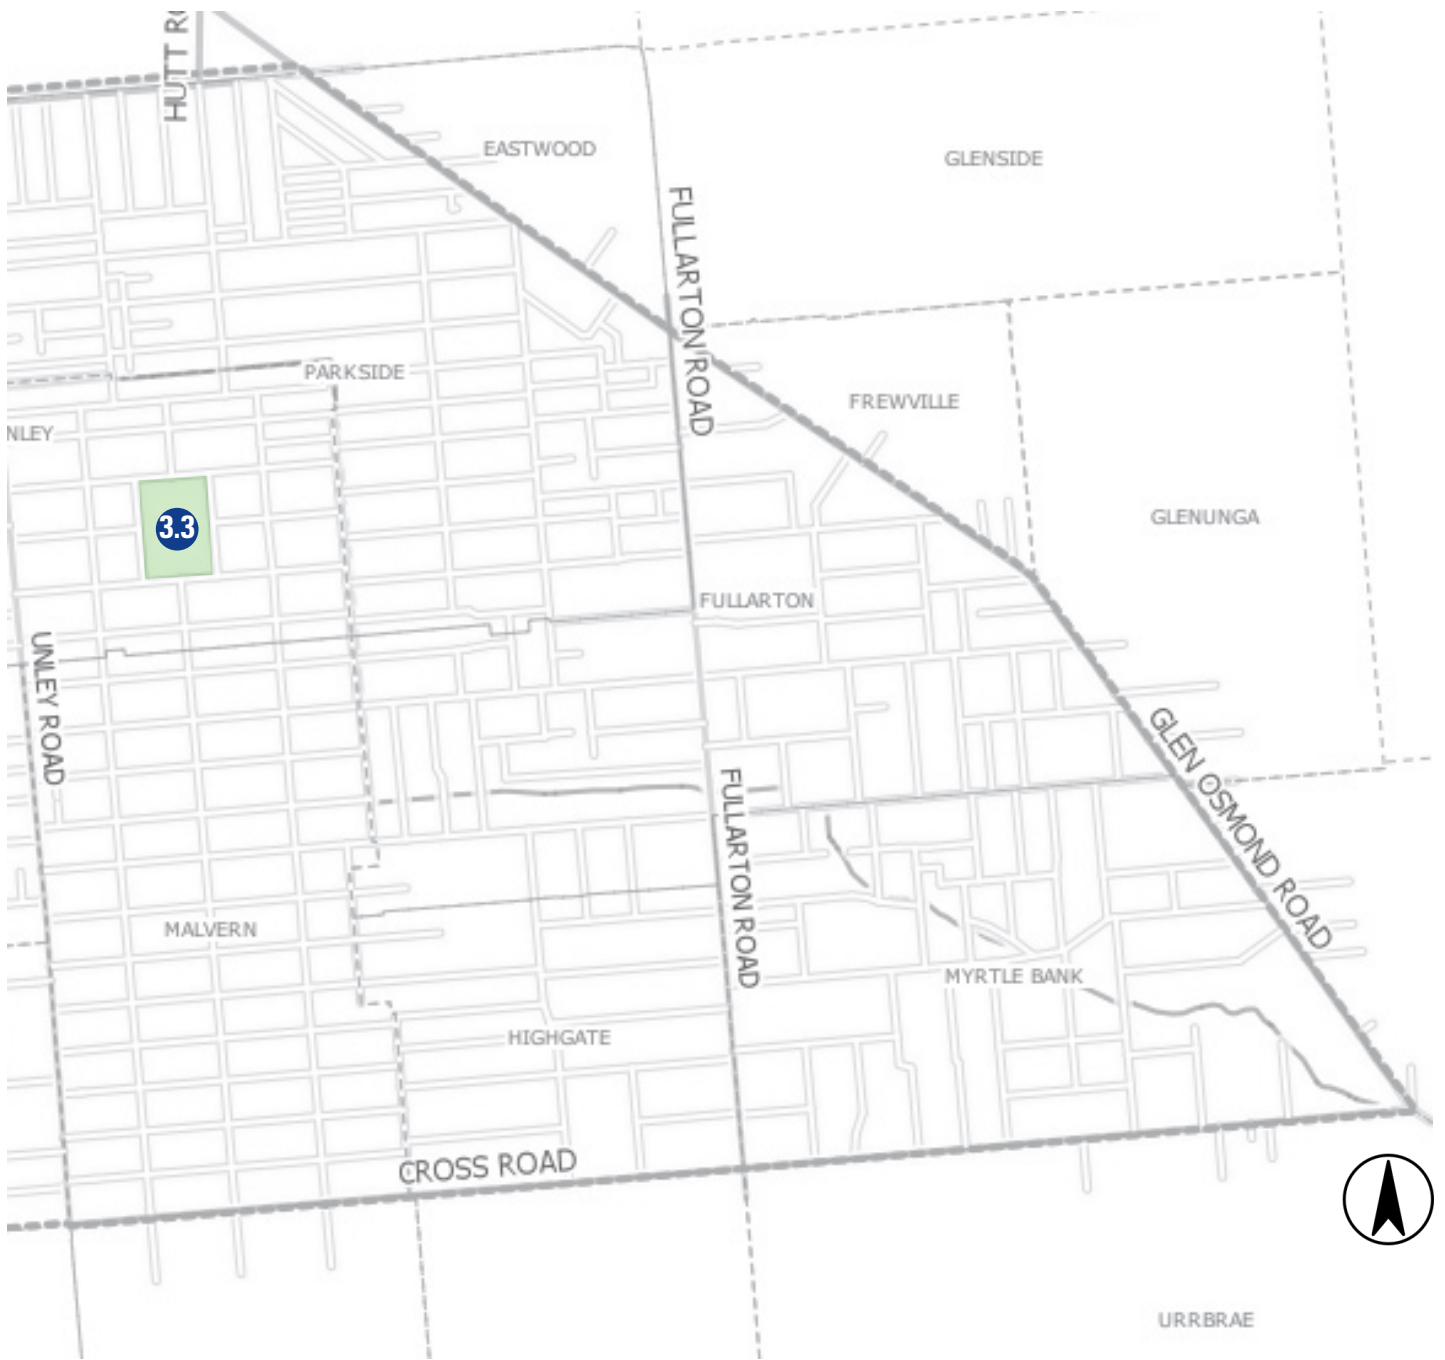 HUTT RO
EASTWOOD
GLENSIDE
FULLARTON ROAD
PARKSIDE
FREWVILLE
NLEY
GLENUNGA
3.3
FULLARTON
UNLEY ROAD
GLEN OSMOND ROAD
FULLARTON ROAD
MALVERN
MYRTLE BANK
HIGHGATE
CROSS ROAD
URRBRAE